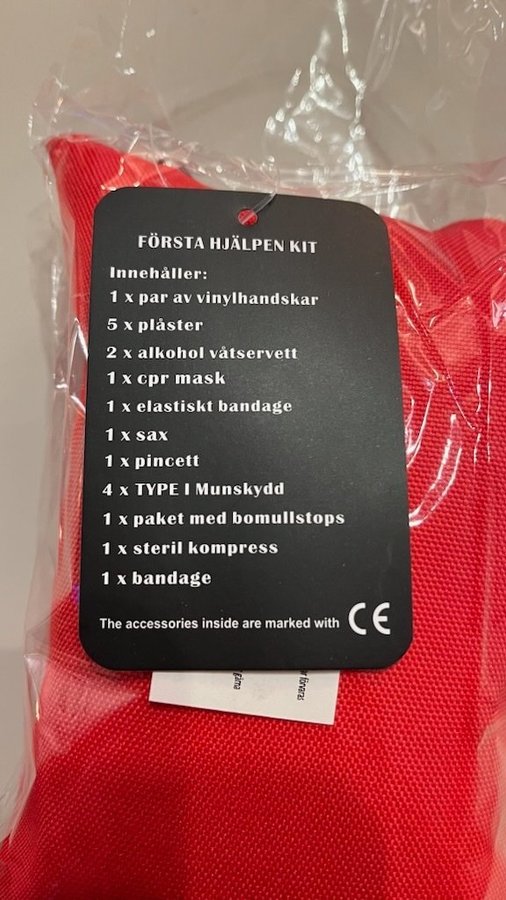 FÖRSTA HJÄLPEN KIT
Innehåller:
1 x par av vinylhandskar
5 x plåster
2 x alkohol våtservett
1 x cpr mask
1 x elastiskt bandage
1 x sax
1 x pincett
4 x TYPE I Munskydd
1 x paket med bomullstops
1 x steril kompress
1 x bandage
The accessories inside are marked with CE